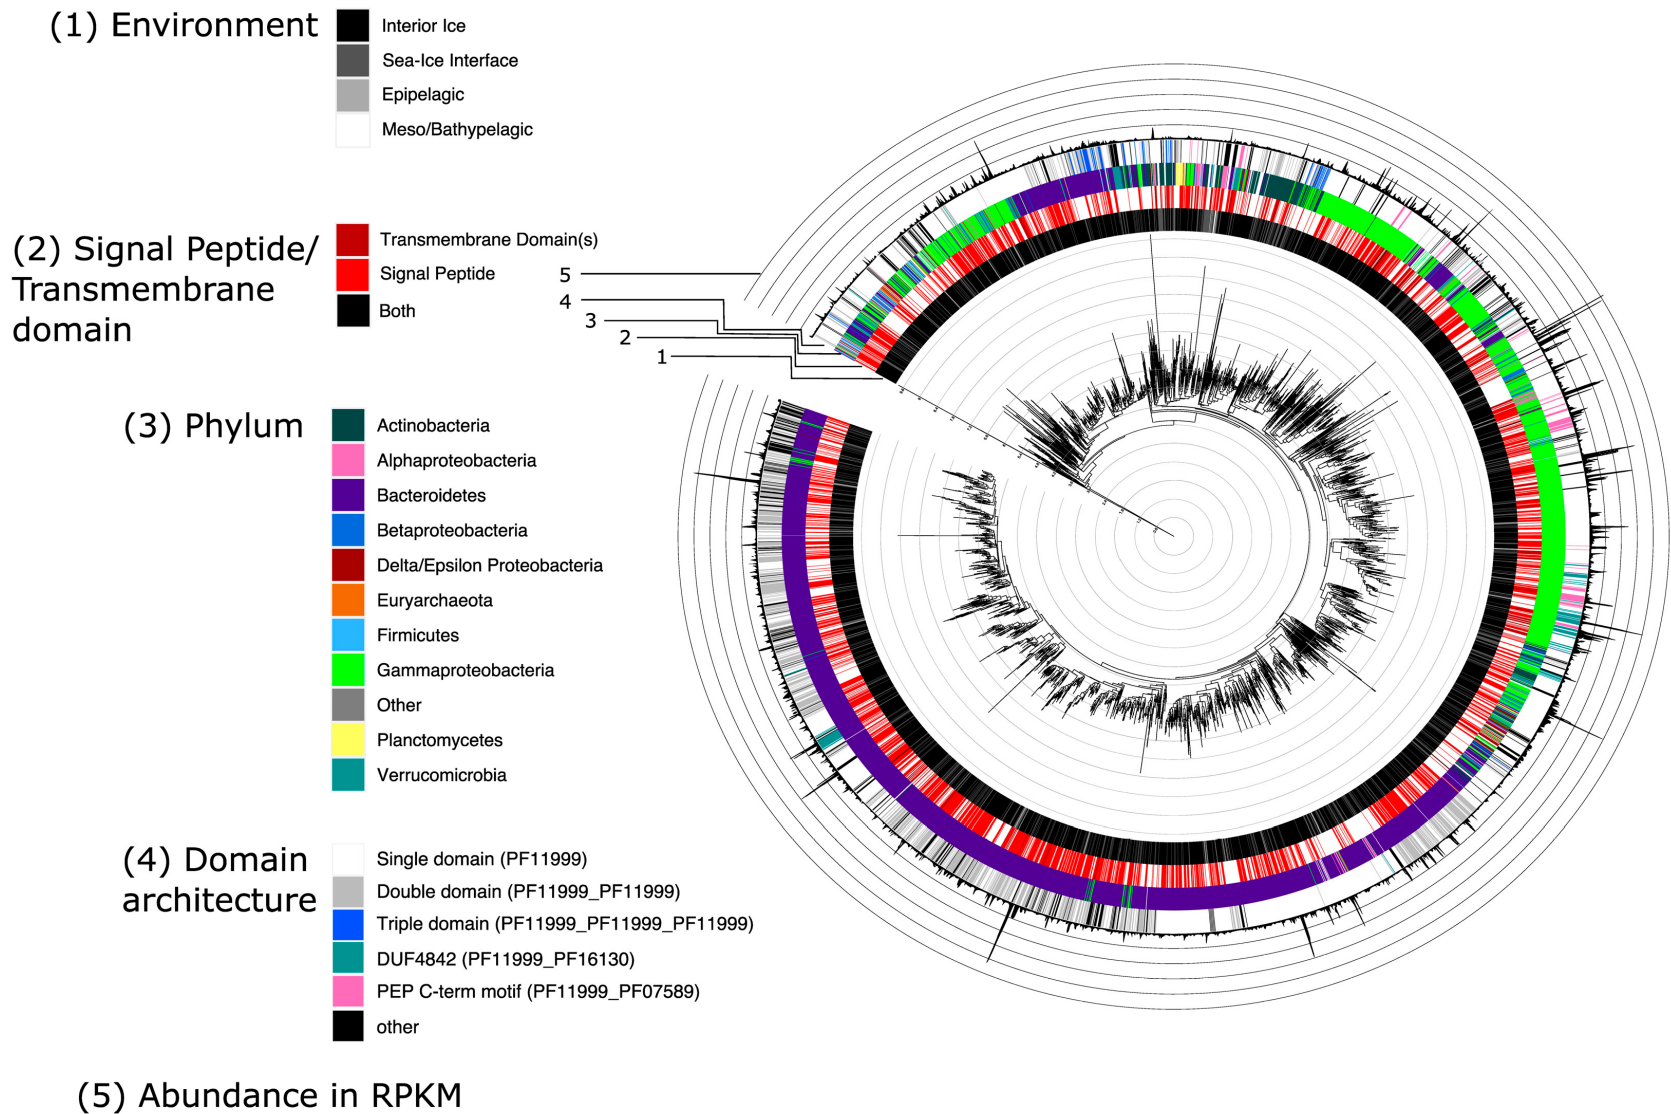 (1) Environment
Interior Ice
Sea-Ice Interface
Epipelagic
Meso/Bathypelagic
(2) Signal Peptide/
Transmembrane
domain
Transmembrane Domain(s)
Signal Peptide
Both
5
4
3
2
1
(3) Phylum
Actinobacteria
Alphaproteobacteria
Bacteroidetes
Betaproteobacteria
Delta/Epsilon Proteobacteria
Euryarchaeota
Firmicutes
Gammaproteobacteria
Other
Planctomycetes
Verrucomicrobia
(4) Domain
architecture
Single domain (PF11999)
Double domain (PF11999_PF11999)
Triple domain (PF11999_PF11999_PF11999)
DUF4842 (PF11999_PF16130)
PEP C-term motif (PF11999_PF07589)
other
(5) Abundance in RPKM